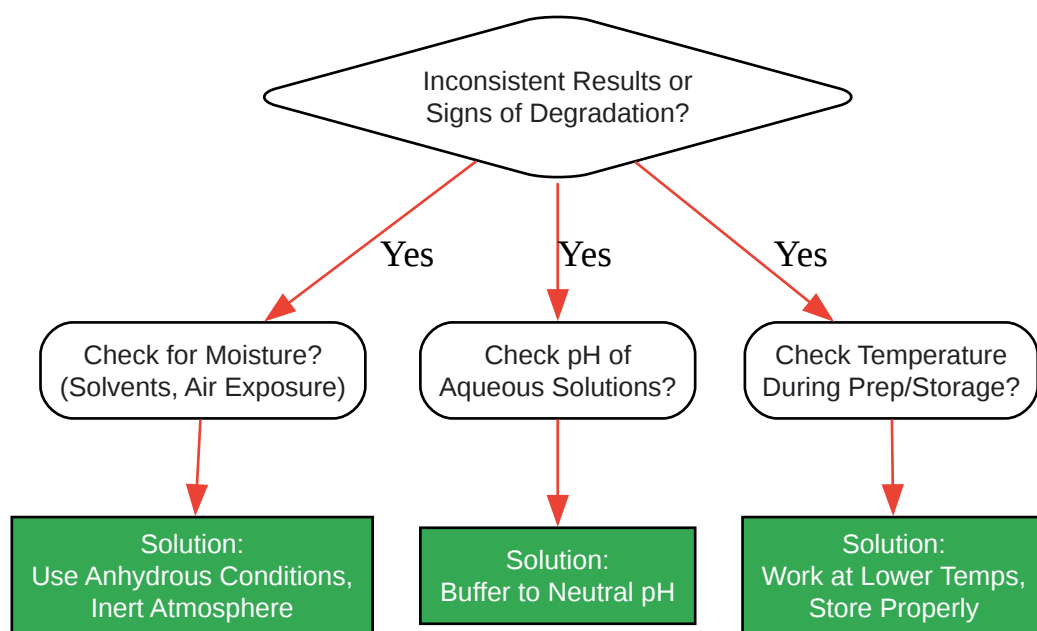 Inconsistent Results or
Signs of Degradation?
Yes
Yes
Yes
Check for Moisture?
(Solvents, Air Exposure)
Check pH of
Aqueous Solutions?
Check Temperature
During Prep/Storage?
Solution:
Use Anhydrous Conditions,
Inert Atmosphere
Solution:
Buffer to Neutral pH
Solution:
Work at Lower Temps,
Store Properly